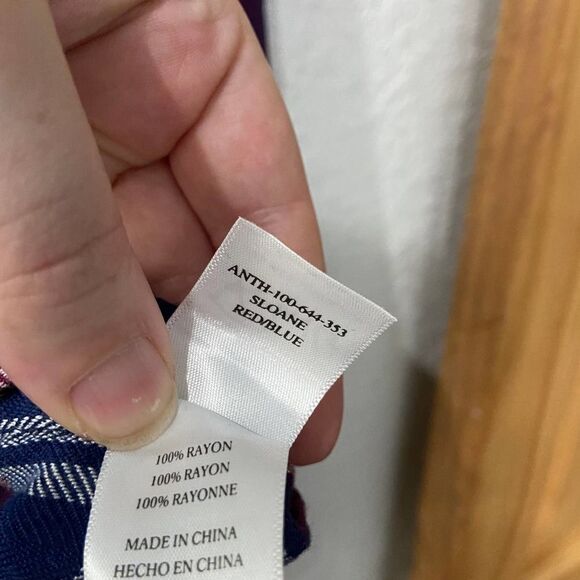 ANTH-100-644-353
SLOANE
RED/BLUE
100% RAYON
100% RAYON
100% RAYONNE
MADE IN CHINA
HECHO EN CHINA